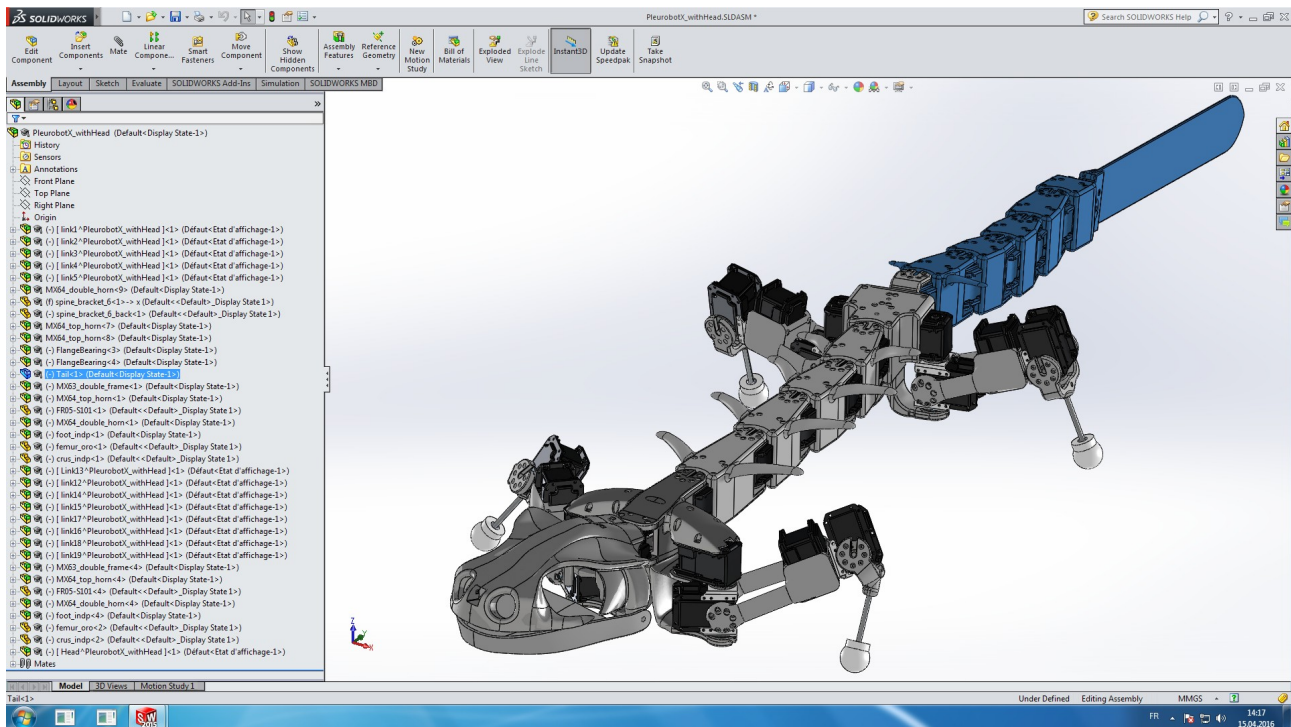 SOLIDWORKS
PleurobotX_withHead.SLDASM *
Search SOLIDWORKS Help
Edit Component
Insert Components
Mate
Linear Compone...
Smart Fasteners
Move Component
Show Hidden Components
Assembly Features
Reference Geometry
New Motion Study
Bill of Materials
Exploded View
Explode Line Sketch
Instant3D
Update Speedpak
Take Snapshot
Assembly Layout Sketch Evaluate SOLIDWORKS Add-Ins Simulation SOLIDWORKS MBD
PleurobotX_withHead (Default<Display State-1>)
History
Sensors
Annotations
Front Plane
Top Plane
Right Plane
Origin
(-) [ link1^PleurobotX_withHead ]<1> (Défaut<Etat d'affichage-1>)
(-) [ link2^PleurobotX_withHead ]<1> (Défaut<Etat d'affichage-1>)
(-) [ link3^PleurobotX_withHead ]<1> (Défaut<Etat d'affichage-1>)
(-) [ link4^PleurobotX_withHead ]<1> (Défaut<Etat d'affichage-1>)
(-) [ link5^PleurobotX_withHead ]<1> (Défaut<Etat d'affichage-1>)
MX64_double_horn<9> (Default<Display State-1>)
(f) spine_bracket_6<1>-> x (Default<<Default>_Display State 1>)
(-) spine_bracket_6_back<1> (Default<<Default>_Display State 1>)
MX64_top_horn<7> (Default<Display State-1>)
MX64_top_horn<8> (Default<Display State-1>)
(-) FlangeBearing<3> (Default<Display State-1>)
(-) FlangeBearing<4> (Default<Display State-1>)
(-) Tail<1> (Default<Display State-1>)
(-) MX63_double_frame<1> (Default<Display State-1>)
(-) MX64_top_horn<1> (Default<Display State-1>)
(-) FR05-S101<1> (Default<<Default>_Display State 1>)
(-) MX64_double_horn<1> (Default<Display State-1>)
(-) foot_indp<1> (Default<Display State-1>)
(-) femur_oro<1> (Default<<Default>_Display State 1>)
(-) crus_indp<1> (Default<<Default>_Display State 1>)
(-) [ Link13^PleurobotX_withHead ]<1> (Défaut<Etat d'affichage-1>)
(-) [ link12^PleurobotX_withHead ]<1> (Défaut<Etat d'affichage-1>)
(-) [ link14^PleurobotX_withHead ]<1> (Défaut<Etat d'affichage-1>)
(-) [ link15^PleurobotX_withHead ]<1> (Défaut<Etat d'affichage-1>)
(-) [ link17^PleurobotX_withHead ]<1> (Défaut<Etat d'affichage-1>)
(-) [ link16^PleurobotX_withHead ]<1> (Défaut<Etat d'affichage-1>)
(-) [ link18^PleurobotX_withHead ]<1> (Défaut<Etat d'affichage-1>)
(-) [ link19^PleurobotX_withHead ]<1> (Défaut<Etat d'affichage-1>)
(-) MX63_double_frame<4> (Default<Display State-1>)
(-) MX64_top_horn<4> (Default<Display State-1>)
(-) FR05-S101<4> (Default<<Default>_Display State 1>)
(-) MX64_double_horn<4> (Default<Display State-1>)
(-) foot_indp<4> (Default<Display State-1>)
(-) femur_oro<2> (Default<<Default>_Display State 1>)
(-) crus_indp<2> (Default<<Default>_Display State 1>)
(-) [ Head^PleurobotX_withHead ]<1> (Défaut<Etat d'affichage-1>)
Mates
Z
Model 3D Views Motion Study 1
Tail<1>
Under Defined Editing Assembly MMGS
SW 2015
FR 14:17
15.04.2016